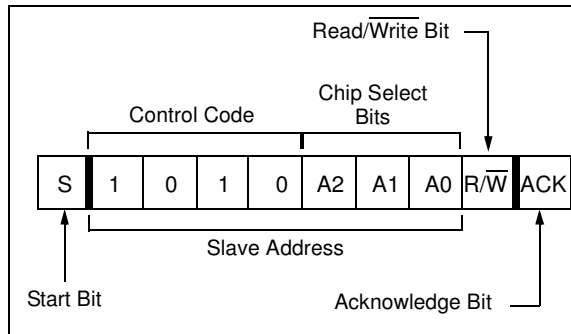 Read/Write Bit
Chip Select
Bits
Control Code
S 1 0 1 0 A2 A1 A0 R/W ACK
Slave Address
Start Bit
Acknowledge Bit